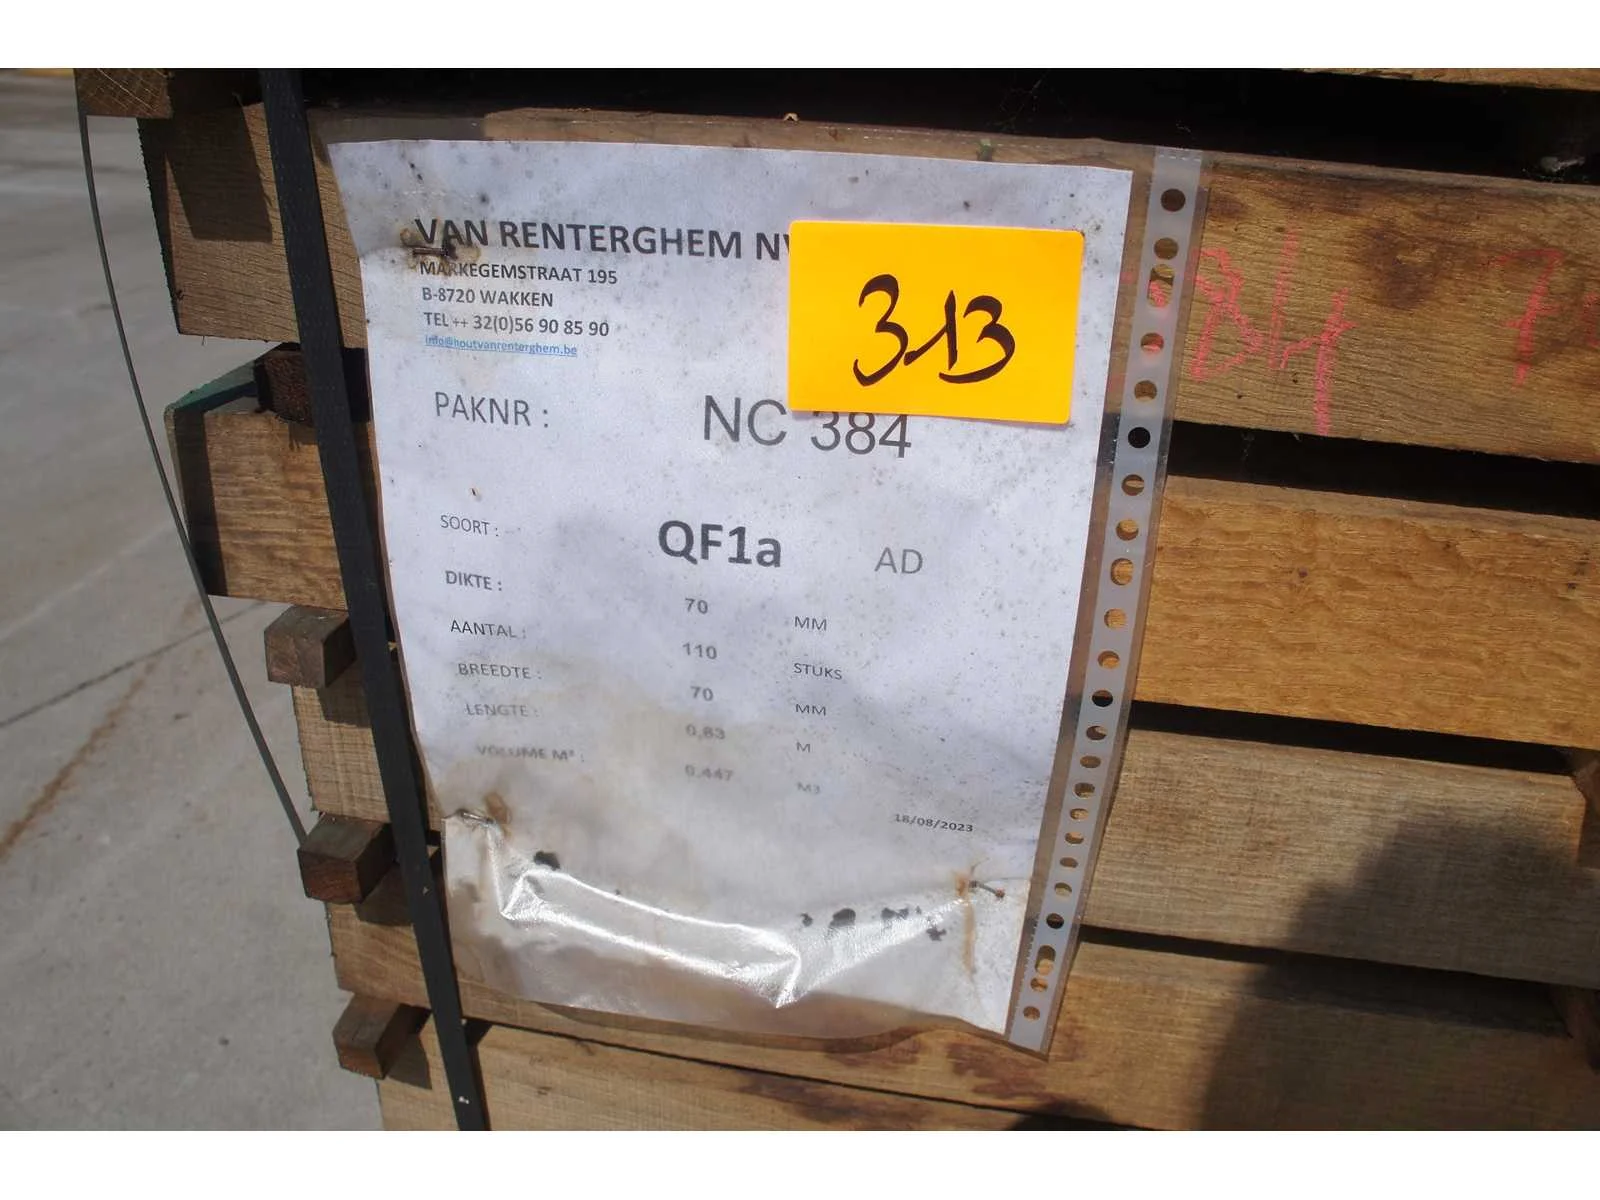 VAN RENTERGHEM NV
MARKEGEMSTRAAT 195
B-8720 WAKKEN
TEL ++ 32(0)56 90 85 90
info@houtvanrenterghem.be
313
PAKNR : NC 384
SOORT : QF1a AD
DIKTE : 70 MM
AANTAL : 110 STUKS
BREEDTE : 70 MM
LENGTE : 0,83 M
VOLUME M³ : 0,447 M3
18/08/2023